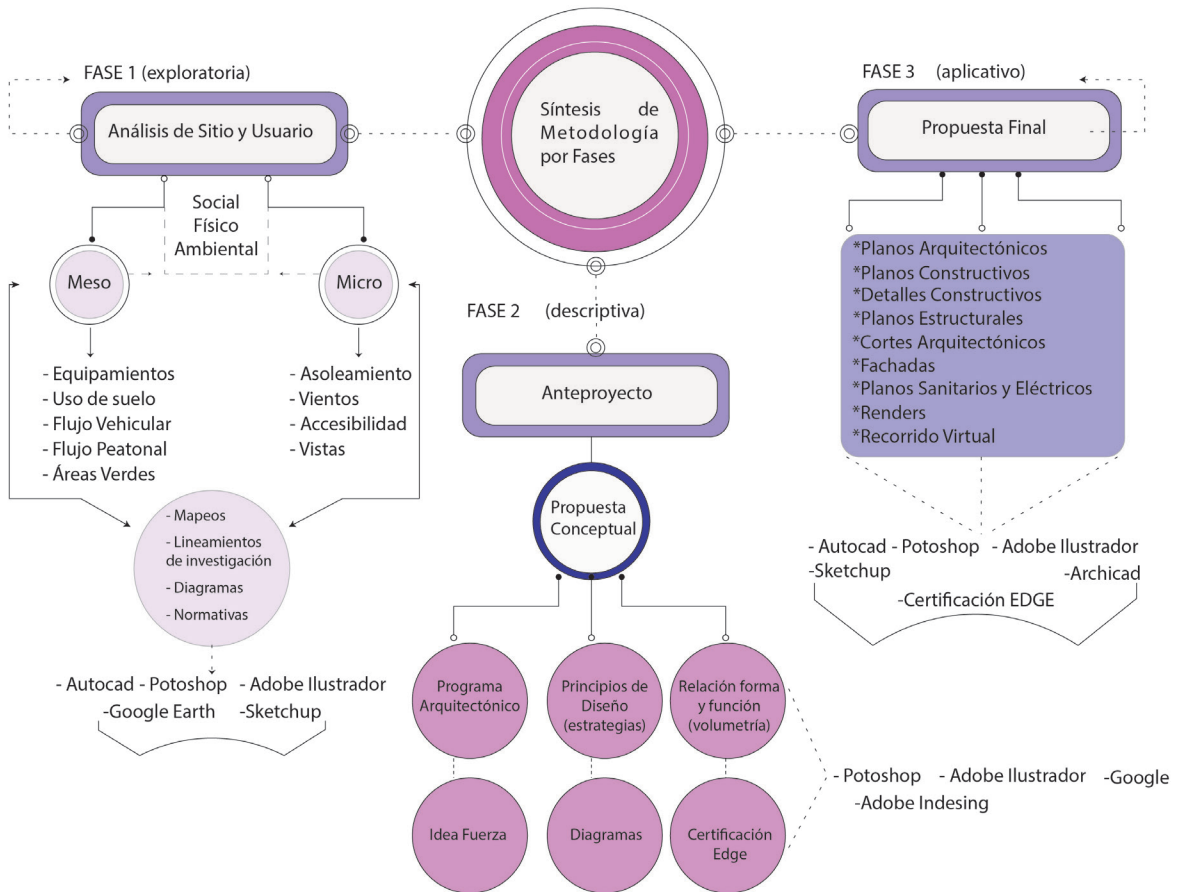 Síntesis de
Metodología
por Fases
FASE 1 (exploratoria)
Análisis de Sitio y Usuario
Social
Físico
Ambiental
Meso
Micro
- Equipamientos
- Uso de suelo
- Flujo Vehicular
- Flujo Peatonal
- Áreas Verdes
- Asoleamiento
- Vientos
- Accesibilidad
- Vistas
- Mapeos
- Lineamientos
de investigación
- Diagramas
- Normativas
- Autocad - Potoshop - Adobe Ilustrador
-Google Earth -Sketchup
FASE 2 (descriptiva)
Anteproyecto
Propuesta
Conceptual
Programa
Arquitectónico
Principios de
Diseño
(estrategias)
Relación forma
y función
(volumetría)
Idea Fuerza
Diagramas
Certificación
Edge
- Potoshop - Adobe Ilustrador -Google
-Adobe Indesing
FASE 3 (aplicativo)
Propuesta Final
*Planos Arquitectónicos
*Planos Constructivos
*Detalles Constructivos
*Planos Estructurales
*Cortes Arquitectónicos
*Fachadas
*Planos Sanitarios y Eléctricos
*Renders
*Recorrido Virtual
- Autocad - Potoshop - Adobe Ilustrador
-Sketchup -Archicad
-Certificación EDGE